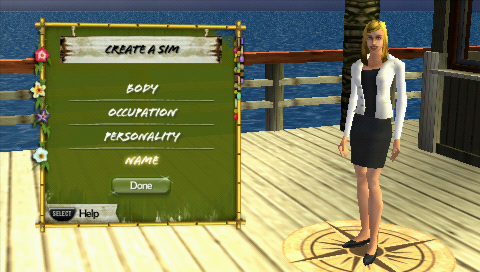 CREATE A SIM
BODY
OCCUPATION
PERSONALITY
NAME
Done
SELECT Help